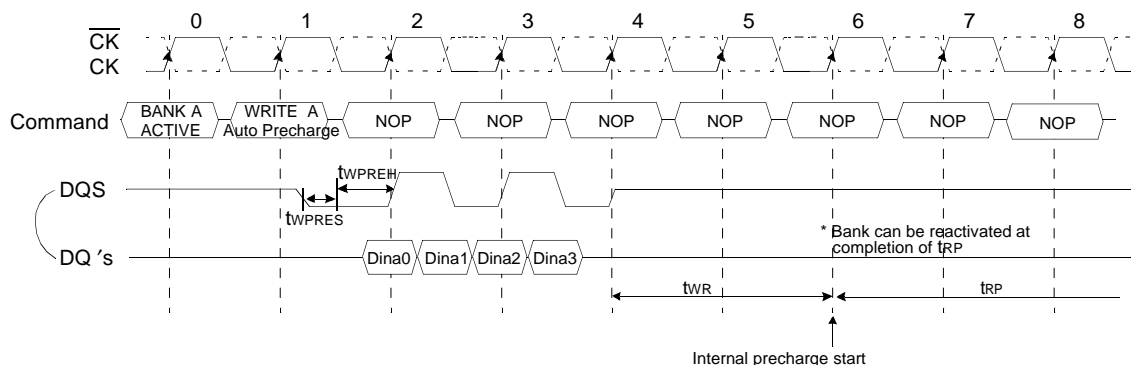 0 1 2 3 4 5 6 7 8
CK
CK
Command
BANK A
ACTIVE
WRITE A
Auto Precharge
NOP NOP NOP NOP NOP NOP NOP
tWPREH
DQS
tWPRES
* Bank can be reactivated at
completion of tRP
DQ's
Dina0 Dina1 Dina2 Dina3
tWR tRP
Internal precharge start